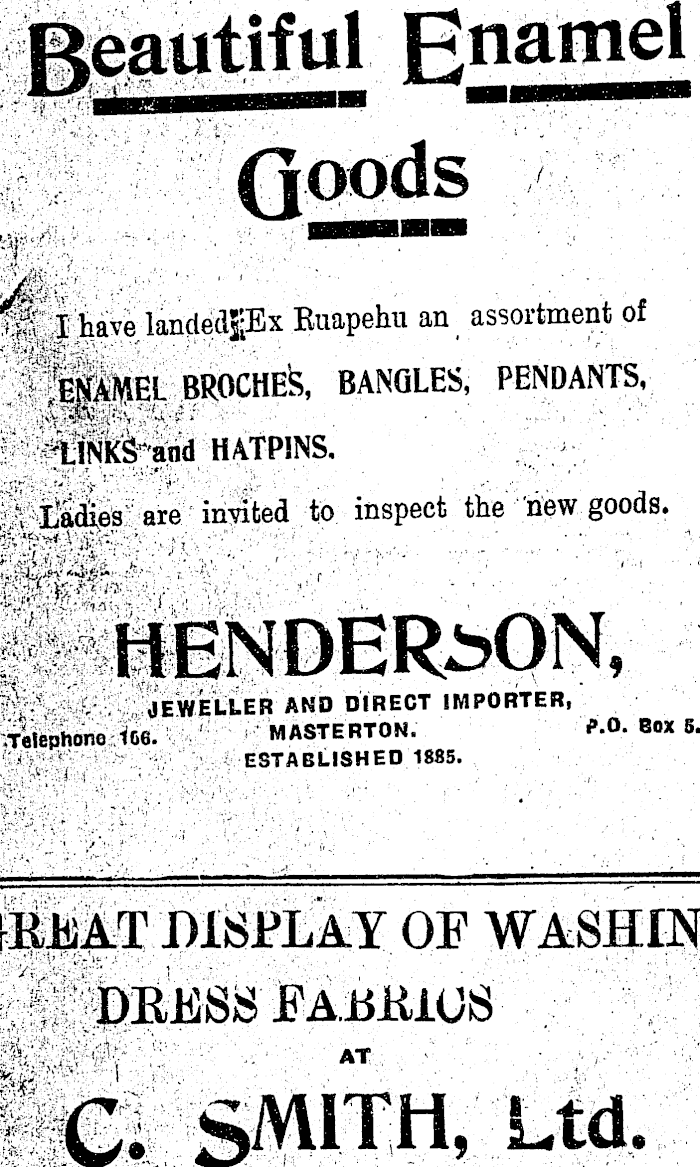 Beautiful Enamel
Goods
I have landed Ex Ruapehu an assortment of
ENAMEL BROCHES, BANGLES, PENDANTS,
LINKS and HATPINS.
Ladies are invited to inspect the new goods.
HENDERSON,
JEWELLER AND DIRECT IMPORTER,
Telephone 166. MASTERTON. P.O. Box 5.
ESTABLISHED 1885.
GREAT DISPLAY OF WASHIN
DRESS FABRICS
AT
C. SMITH, Ltd.